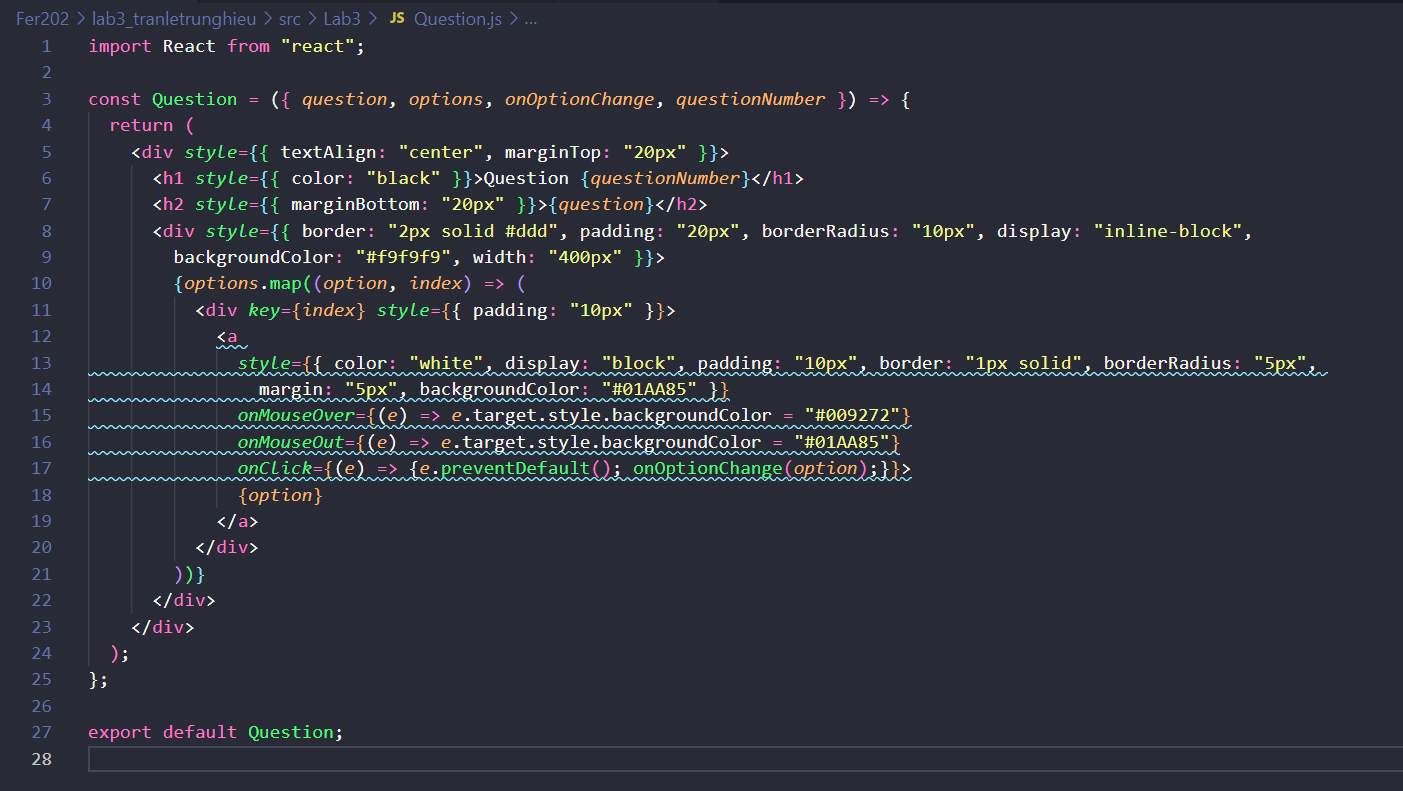 Fer202 > lab3_tranletrunghieu > src > Lab3 > JS Question.js > ...
1 import React from "react";
2
3 const Question = ({ question, options, onOptionChange, questionNumber }) => {
4   return (
5     <div style={{ textAlign: "center", marginTop: "20px" }}>
6       <h1 style={{ color: "black" }}>Question {questionNumber}</h1>
7       <h2 style={{ marginBottom: "20px" }}>{question}</h2>
8       <div style={{ border: "2px solid #ddd", padding: "20px", borderRadius: "10px", display: "inline-block",
9         backgroundColor: "#f9f9f9", width: "400px" }}>
10         {options.map((option, index) => (
11           <div key={index} style={{ padding: "10px" }}>
12             <a
13               style={{ color: "white", display: "block", padding: "10px", border: "1px solid", borderRadius: "5px",
14                 margin: "5px", backgroundColor: "#01AA85" }}
15               onMouseOver={(e) => e.target.style.backgroundColor = "#009272"}
16               onMouseOut={(e) => e.target.style.backgroundColor = "#01AA85"}
17               onClick={(e) => {e.preventDefault(); onOptionChange(option);}}>
18               {option}
19             </a>
20           </div>
21         ))}
22       </div>
23     </div>
24   );
25 };
26
27 export default Question;
28